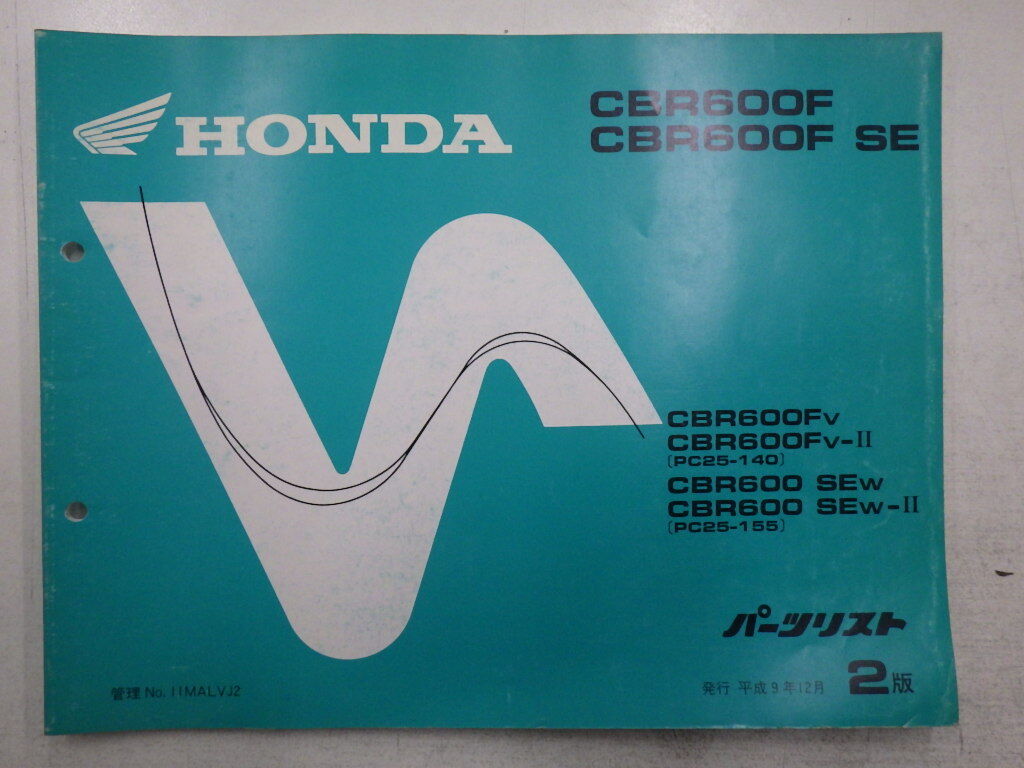 HONDA
CBR600F
CBR600F SE
CBR600FV
CBR600FV-II
(PC25-140)
CBR600 SEW
CBR600 SEW-II
(PC25-155)
パーツリスト
管理 No. 11MALVJ2
発行 平成9年12月 2版